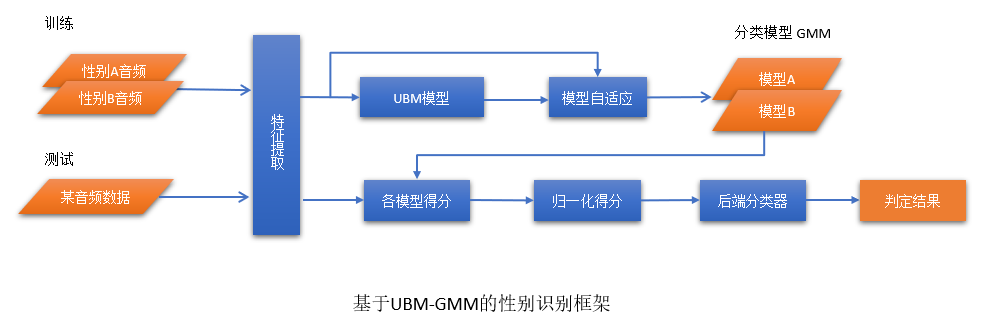 训练
分类模型 GMM
性别A音频
性别B音频
特征提取
UBM模型
模型自适应
模型A
模型B
测试
某音频数据
各模型得分
归一化得分
后端分类器
判定结果
基于UBM-GMM的性别识别框架